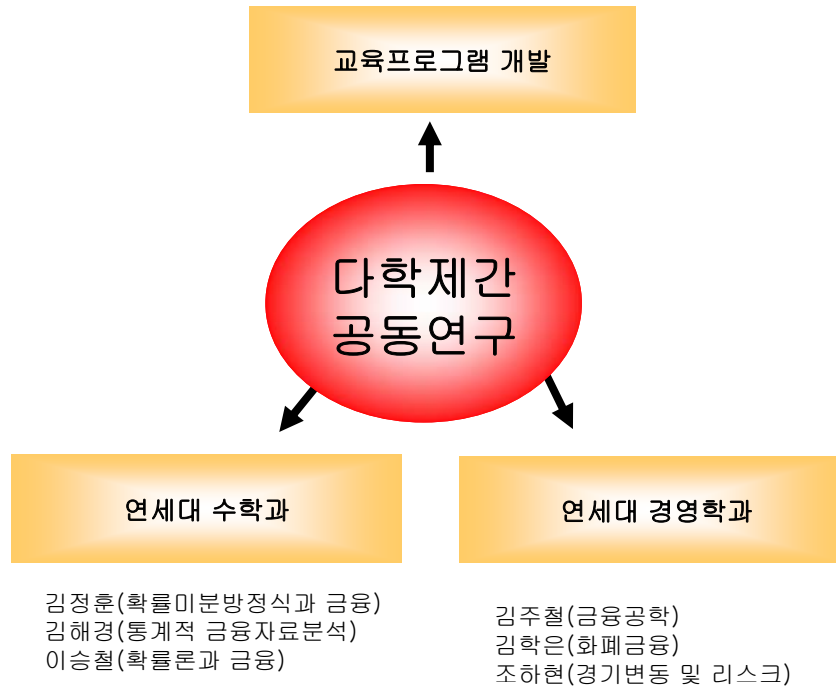 교육프로그램 개발
다학제간
공동연구
연세대 수학과
연세대 경영학과
김정훈(확률미분방정식과 금융)
김해경(통계적 금융자료분석)
이승철(확률론과 금융)
김주철(금융공학)
김학은(화폐금융)
조하현(경기변동 및 리스크)